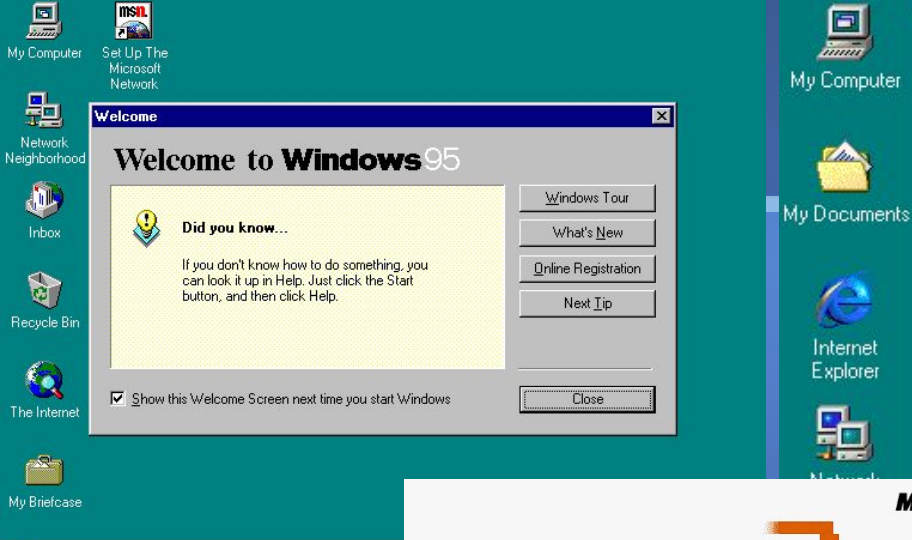 My Computer
msn.
Set Up The
Microsoft
Network
Network
Neighborhood
Inbox
Recycle Bin
The Internet
My Briefcase
Welcome
Welcome to Windows 95
Did you know...
If you don't know how to do something, you
can look it up in Help. Just click the Start
button, and then click Help.
Windows Tour
What's New
Online Registration
Next Tip
Show this Welcome Screen next time you start Windows
Close
My Computer
My Documents
Internet
Explorer